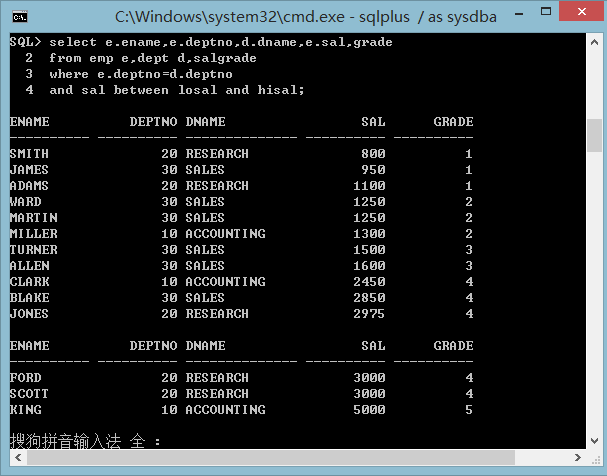 C:\Windows\system32\cmd.exe - sqlplus / as sysdba
SQL> select e.ename,e.deptno,d.dname,e.sal,grade
2 from emp e,dept d,salgrade
3 where e.deptno=d.deptno
4 and sal between losal and hisal;
ENAME DEPTNO DNAME SAL GRADE
---------- ---------- -------------- ---------- ----------
SMITH 20 RESEARCH 800 1
JAMES 30 SALES 950 1
ADAMS 20 RESEARCH 1100 1
WARD 30 SALES 1250 2
MARTIN 30 SALES 1250 2
MILLER 10 ACCOUNTING 1300 2
TURNER 30 SALES 1500 3
ALLEN 30 SALES 1600 3
CLARK 10 ACCOUNTING 2450 4
BLAKE 30 SALES 2850 4
JONES 20 RESEARCH 2975 4
ENAME DEPTNO DNAME SAL GRADE
---------- ---------- -------------- ---------- ----------
FORD 20 RESEARCH 3000 4
SCOTT 20 RESEARCH 3000 4
KING 10 ACCOUNTING 5000 5
搜狗拼音输入法 全 :